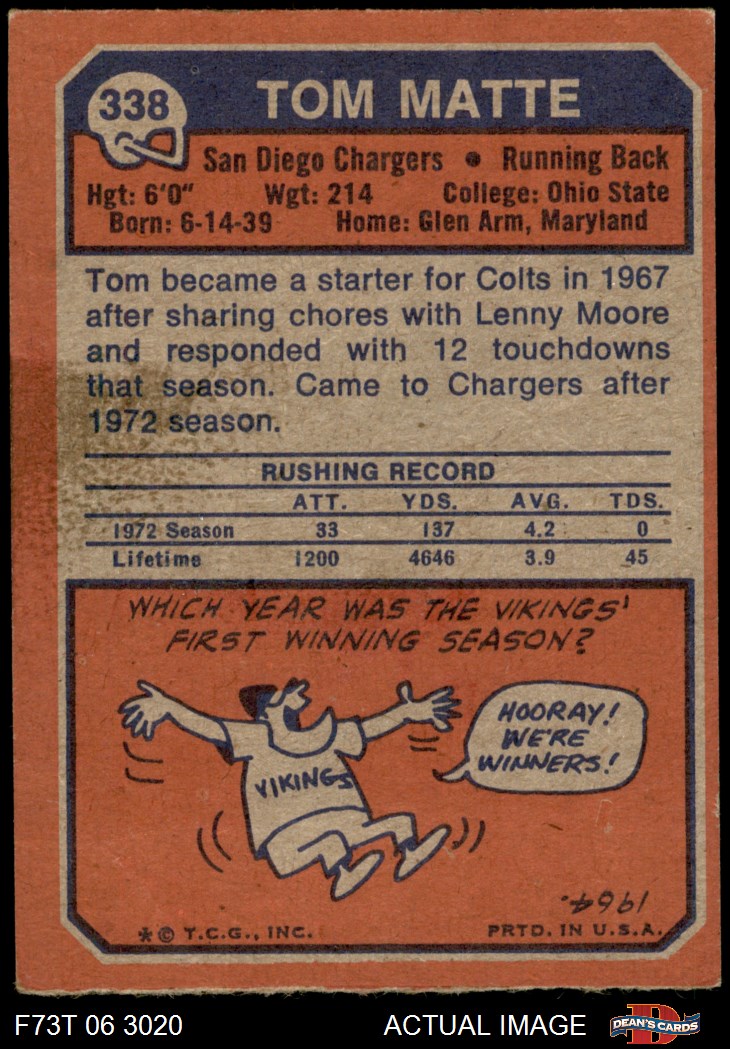 338
TOM MATTE
San Diego Chargers • Running Back
Hgt: 6'0" Wgt: 214 College: Ohio State
Born: 6-14-39 Home: Glen Arm, Maryland
Tom became a starter for Colts in 1967
after sharing chores with Lenny Moore
and responded with 12 touchdowns
that season. Came to Chargers after
1972 season.
RUSHING RECORD
ATT. YDS. AVG. TDS.
1972 Season 33 137 4.2 0
Lifetime 1200 4646 3.9 45
WHICH YEAR WAS THE VIKINGS'
FIRST WINNING SEASON?
HOORAY!
WE'RE
WINNERS!
VIKINGS
1964.
* © T.C.G., INC. PRTD. IN U.S.A.
F73T 06 3020 ACTUAL IMAGE D DEAN'S CARDS